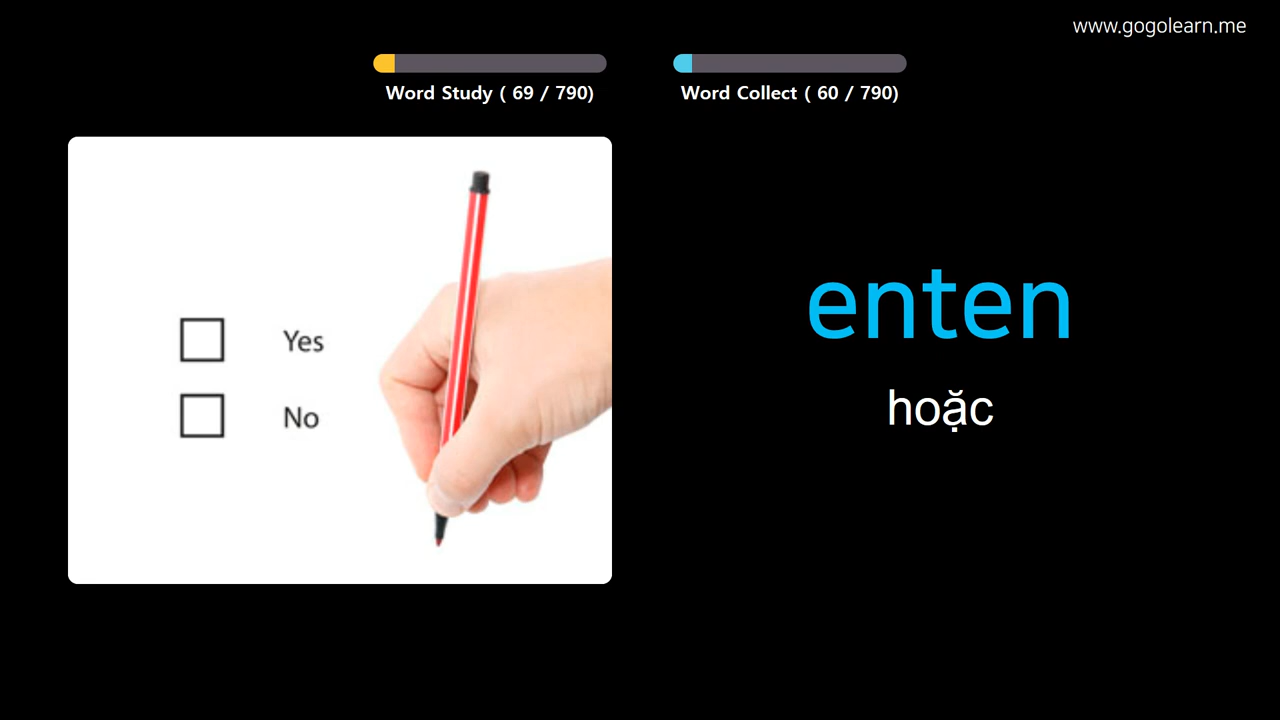 www.gogolearn.me
Word Study ( 69 / 790)
Word Collect ( 60 / 790)
Yes
No
enten
hoặc